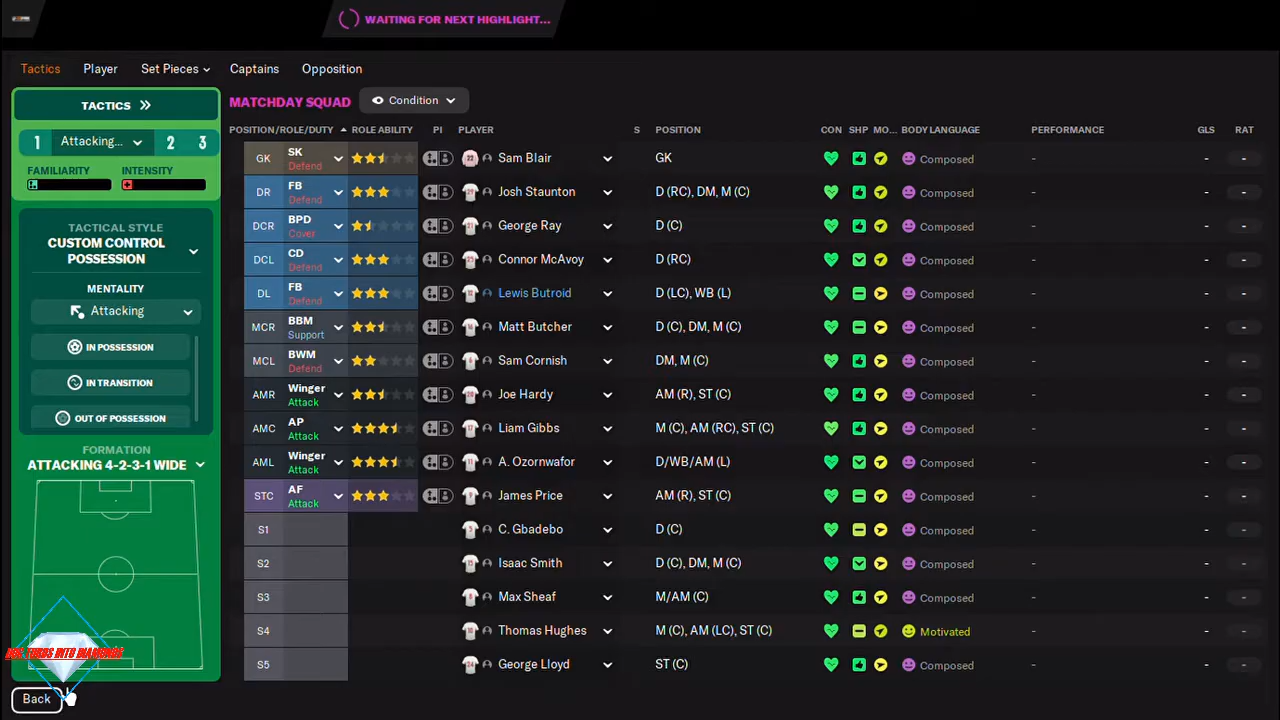 WAITING FOR NEXT HIGHLIGHT...
Tactics Player Set Pieces Captains Opposition
TACTICS
1 Attacking... 2 3
FAMILIARITY INTENSITY
TACTICAL STYLE
CUSTOM CONTROL
POSSESSION
MENTALITY
Attacking
IN POSSESSION
IN TRANSITION
OUT OF POSSESSION
FORMATION
ATTACKING 4-2-3-1 WIDE
Back
MATCHDAY SQUAD Condition
POSITION/ROLE/DUTY ROLE ABILITY PI PLAYER S POSITION CON SHP MO... BODY LANGUAGE PERFORMANCE GLS RAT
GK SK Defend Sam Blair GK Composed - - -
DR FB Defend Josh Staunton D (RC), DM, M (C) Composed - - -
DCR BPD Cover George Ray D (C) Composed - - -
DCL CD Defend Connor McAvoy D (RC) Composed - - -
DL FB Defend Lewis Butroid D (LC), WB (L) Composed - - -
MCR BBM Support Matt Butcher D (C), DM, M (C) Composed - - -
MCL BWM Defend Sam Cornish DM, M (C) Composed - - -
AMR Winger Attack Joe Hardy AM (R), ST (C) Composed - - -
AMC AP Attack Liam Gibbs M (C), AM (RC), ST (C) Composed - - -
AML Winger Attack A. Ozornwafor D/WB/AM (L) Composed - - -
STC AF Attack James Price AM (R), ST (C) Composed - - -
S1 C. Gbadebo D (C) Composed - - -
S2 Isaac Smith D (C), DM, M (C) Composed - - -
S3 Max Sheaf M/AM (C) Composed - - -
S4 Thomas Hughes M (C), AM (LC), ST (C) Motivated - - -
S5 George Lloyd ST (C) Composed - - -